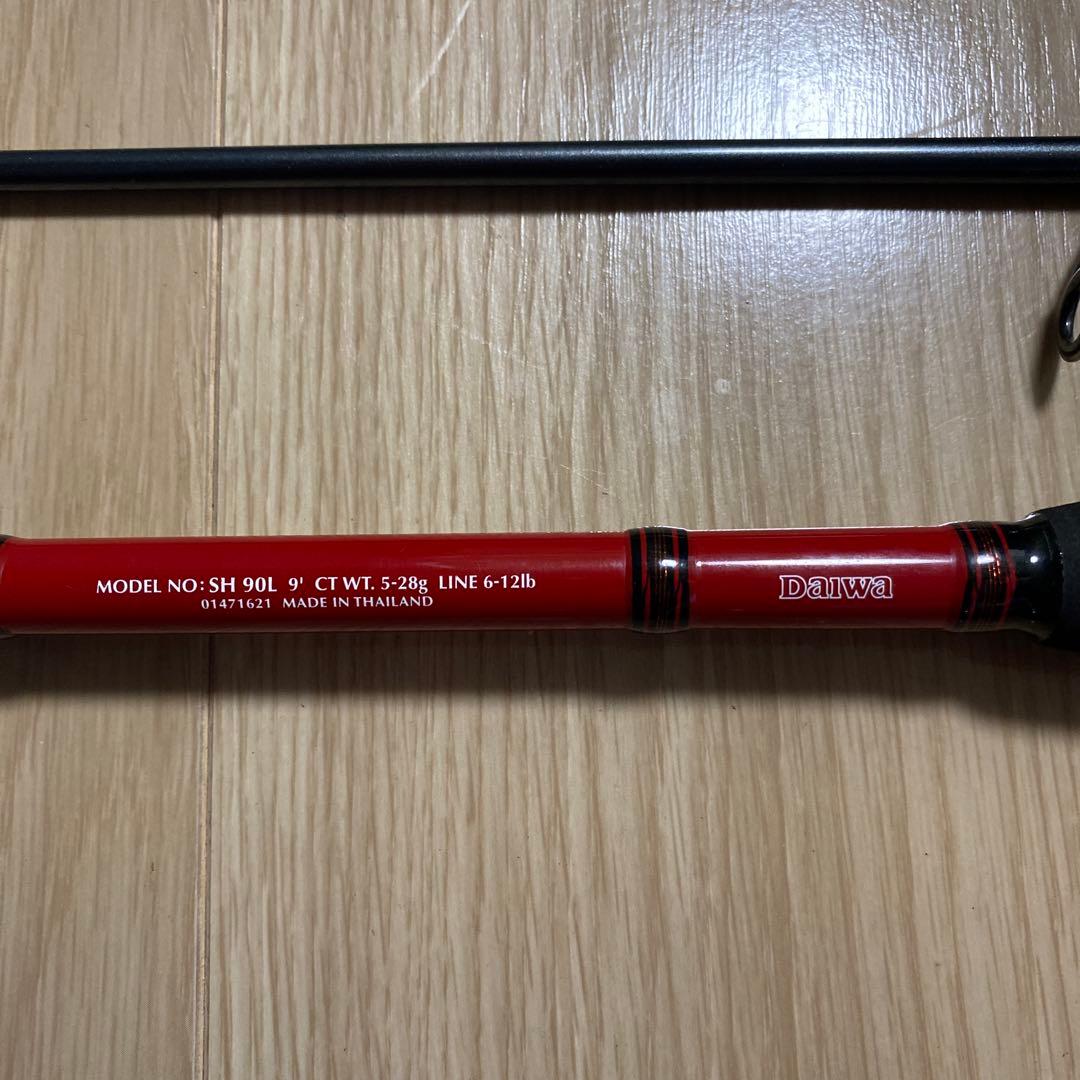 MODEL NO: SH 90L 9' CT WT. 5-28g LINE 6-12lb
01471621 MADE IN THAILAND
Daiwa